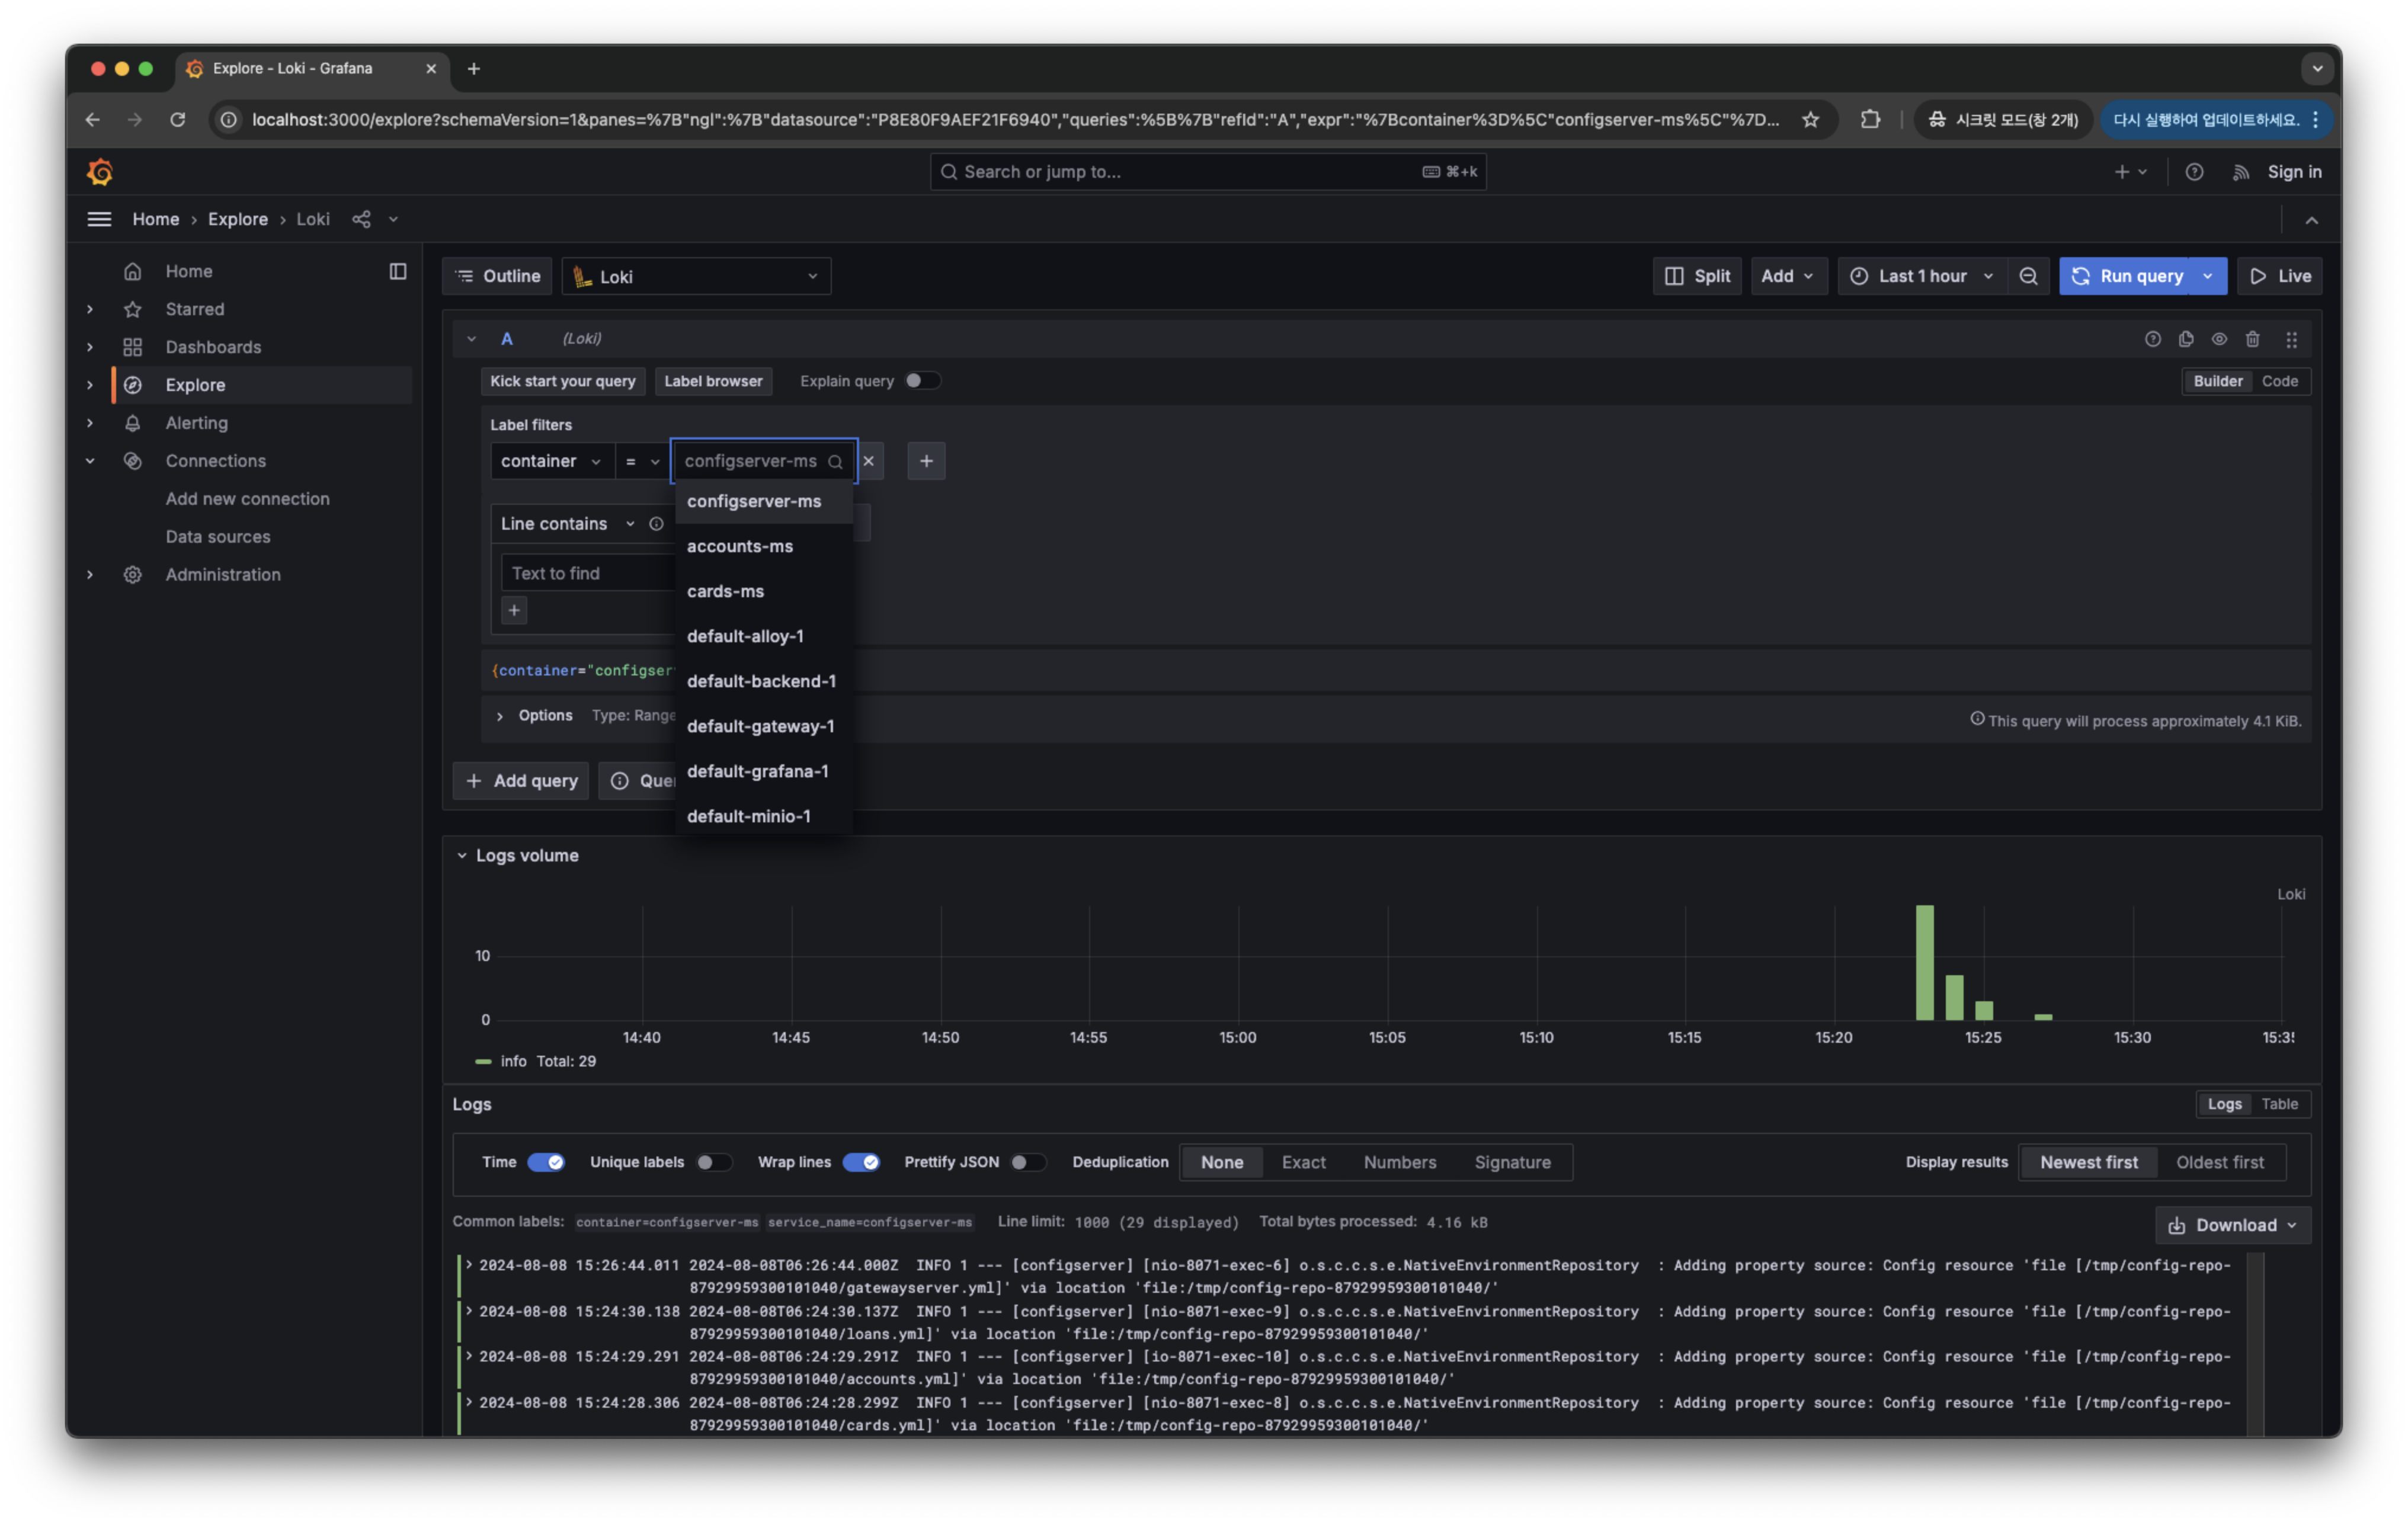 Explore - Loki - Grafana
localhost:3000/explore?schemaVersion=1&panes=%7B"ngl":%7B"datasource":"P8E80F9AEF21F6940","queries":%5B%7B"refId":"A","expr":"%7Bcontainer%3D%5C"configserver-ms%5C"%7D... 시크릿 모드(창 2개) 다시 실행하여 업데이트하세요.
Search or jump to... ⌘+k Sign in
Home › Explore › Loki
Home
Starred
Dashboards
Explore
Alerting
Connections
Add new connection
Data sources
Administration
Outline Loki Split Add Last 1 hour Run query Live
A (Loki)
Kick start your query Label browser Explain query Builder Code
Label filters
container = configserver-ms
configserver-ms
accounts-ms
cards-ms
default-alloy-1
default-backend-1
default-gateway-1
default-grafana-1
default-minio-1
Line contains
Text to find
{container="configser
Options Type: Range This query will process approximately 4.1 KiB.
Add query Que
Logs volume
Loki
10
0
14:40 14:45 14:50 14:55 15:00 15:05 15:10 15:15 15:20 15:25 15:30
info Total: 29
Logs Logs Table
Time Unique labels Wrap lines Prettify JSON Deduplication None Exact Numbers Signature Display results Newest first Oldest first
Common labels: container=configserver-ms service_name=configserver-ms Line limit: 1000 (29 displayed) Total bytes processed: 4.16 kB Download
2024-08-08 15:26:44.011 2024-08-08T06:26:44.000Z INFO 1 --- [configserver] [nio-8071-exec-6] o.s.c.c.s.e.NativeEnvironmentRepository : Adding property source: Config resource 'file [/tmp/config-repo-
87929959300101040/gatewayserver.yml]' via location 'file:/tmp/config-repo-87929959300101040/'
2024-08-08 15:24:30.138 2024-08-08T06:24:30.137Z INFO 1 --- [configserver] [nio-8071-exec-9] o.s.c.c.s.e.NativeEnvironmentRepository : Adding property source: Config resource 'file [/tmp/config-repo-
87929959300101040/loans.yml]' via location 'file:/tmp/config-repo-87929959300101040/'
2024-08-08 15:24:29.291 2024-08-08T06:24:29.291Z INFO 1 --- [configserver] [io-8071-exec-10] o.s.c.c.s.e.NativeEnvironmentRepository : Adding property source: Config resource 'file [/tmp/config-repo-
87929959300101040/accounts.yml]' via location 'file:/tmp/config-repo-87929959300101040/'
2024-08-08 15:24:28.306 2024-08-08T06:24:28.299Z INFO 1 --- [configserver] [nio-8071-exec-8] o.s.c.c.s.e.NativeEnvironmentRepository : Adding property source: Config resource 'file [/tmp/config-repo-
87929959300101040/cards.yml]' via location 'file:/tmp/config-repo-87929959300101040/'